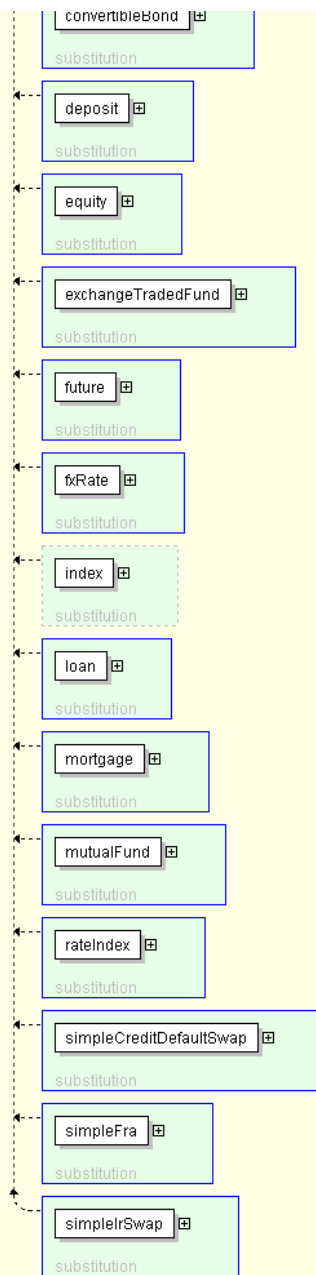 convertibleBond
substitution
deposit
substitution
equity
substitution
exchangeTradedFund
substitution
future
substitution
fxRate
substitution
index
substitution
loan
substitution
mortgage
substitution
mutualFund
substitution
rateIndex
substitution
simpleCreditDefaultSwap
substitution
simpleFra
substitution
simpleIrSwap
substitution